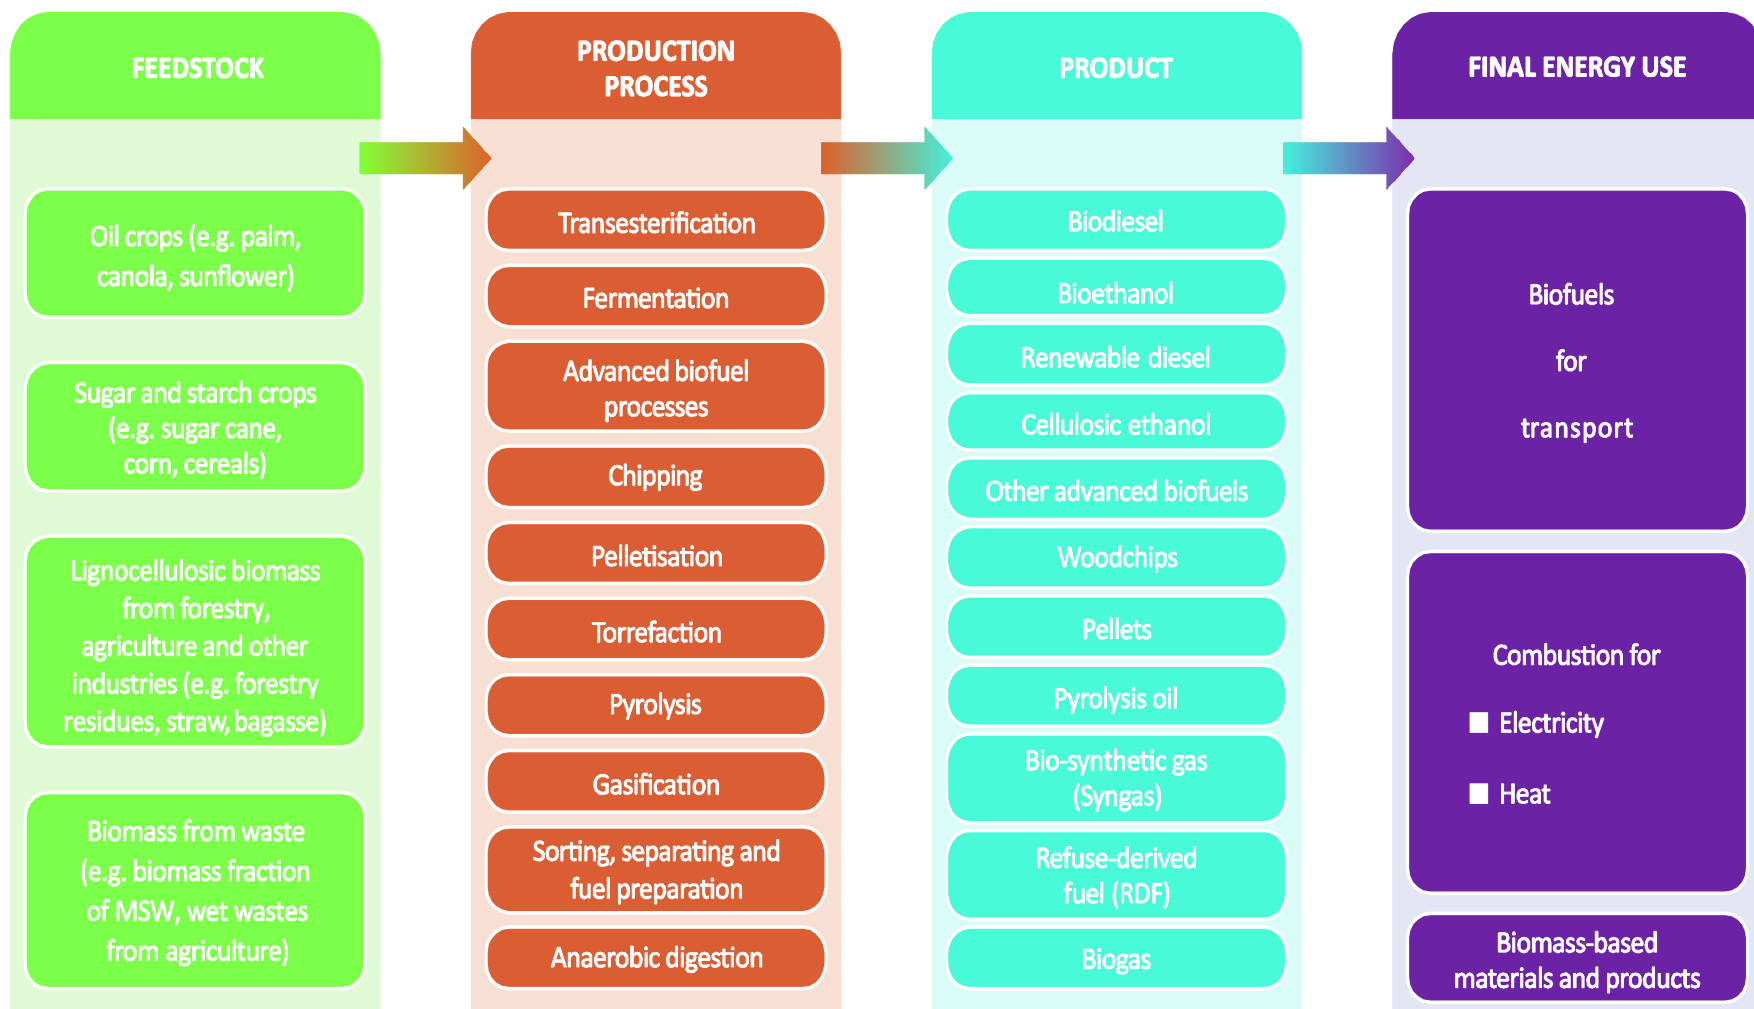 FEEDSTOCK
Oil crops (e.g. palm,
canola, sunflower)
Sugar and starch crops
(e.g. sugar cane,
corn, cereals)
Lignocellulosic biomass
from forestry,
agriculture and other
industries (e.g. forestry
residues, straw, bagasse)
Biomass from waste
(e.g. biomass fraction
of MSW, wet wastes
from agriculture)
PRODUCTION
PROCESS
Transesterification
Fermentation
Advanced biofuel
processes
Chipping
Pelletisation
Torrefaction
Pyrolysis
Gasification
Sorting, separating and
fuel preparation
Anaerobic digestion
PRODUCT
Biodiesel
Bioethanol
Renewable diesel
Cellulosic ethanol
Other advanced biofuels
Woodchips
Pellets
Pyrolysis oil
Bio-synthetic gas
(Syngas)
Refuse-derived
fuel (RDF)
Biogas
FINAL ENERGY USE
Biofuels
for
transport
Combustion for
■ Electricity
■ Heat
Biomass-based
materials and products